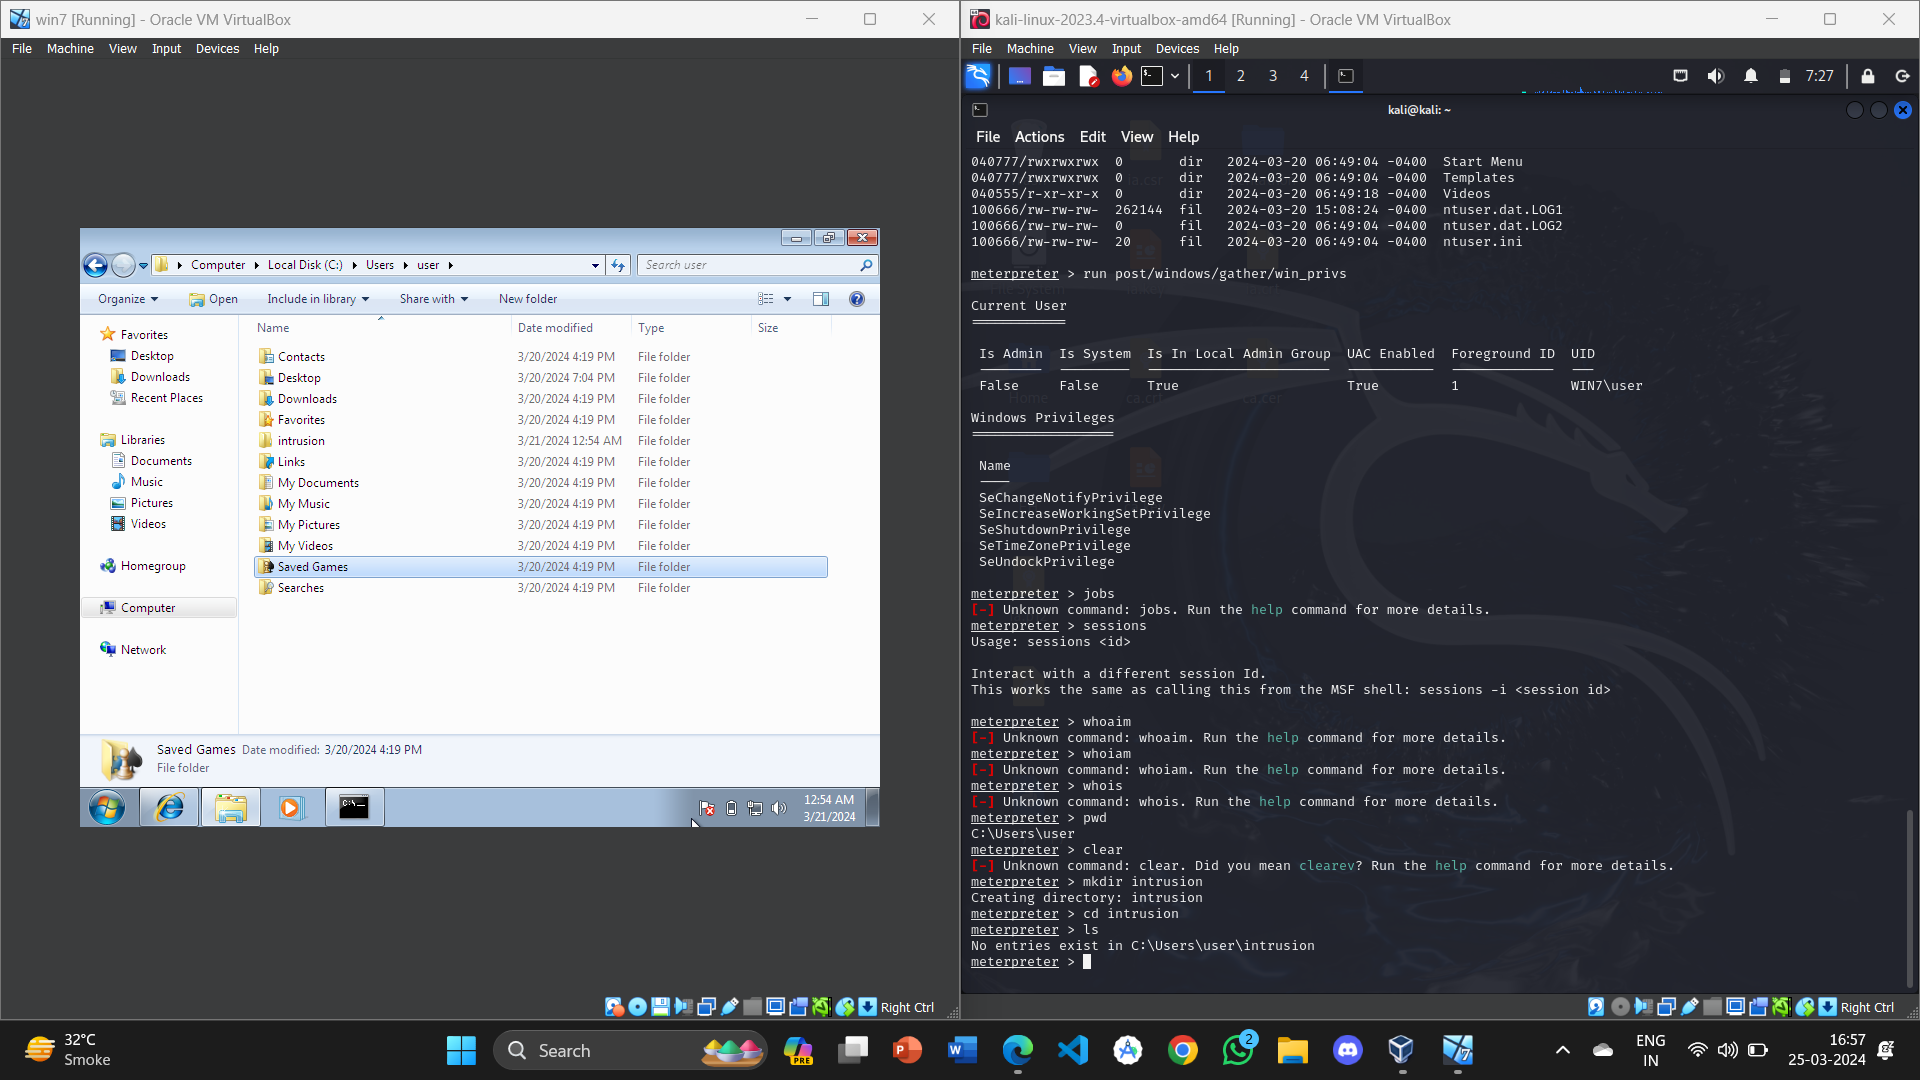 win7 [Running] - Oracle VM VirtualBox
File Machine View Input Devices Help
Computer Local Disk (C:) Users user
Search user
Organize Open Include in library Share with New folder
Name Date modified Type Size
Favorites
Desktop
Downloads
Recent Places
Libraries
Documents
Music
Pictures
Videos
Homegroup
Computer
Network
Contacts 3/20/2024 4:19 PM File folder
Desktop 3/20/2024 7:04 PM File folder
Downloads 3/20/2024 4:19 PM File folder
Favorites 3/20/2024 4:19 PM File folder
intrusion 3/21/2024 12:54 AM File folder
Links 3/20/2024 4:19 PM File folder
My Documents 3/20/2024 4:19 PM File folder
My Music 3/20/2024 4:19 PM File folder
My Pictures 3/20/2024 4:19 PM File folder
My Videos 3/20/2024 4:19 PM File folder
Saved Games 3/20/2024 4:19 PM File folder
Searches 3/20/2024 4:19 PM File folder
Saved Games Date modified: 3/20/2024 4:19 PM
File folder
12:54 AM
3/21/2024
Right Ctrl
kali-linux-2023.4-virtualbox-amd64 [Running] - Oracle VM VirtualBox
File Machine View Input Devices Help
1 2 3 4
7:27
kali@kali: ~
File Actions Edit View Help
040777/rwxrwxrwx 0 dir 2024-03-20 06:49:04 -0400 Start Menu
040777/rwxrwxrwx 0 dir 2024-03-20 06:49:04 -0400 Templates
040555/r-xr-xr-x 0 dir 2024-03-20 06:49:18 -0400 Videos
100666/rw-rw-rw- 262144 fil 2024-03-20 15:08:24 -0400 ntuser.dat.LOG1
100666/rw-rw-rw- 0 fil 2024-03-20 06:49:04 -0400 ntuser.dat.LOG2
100666/rw-rw-rw- 20 fil 2024-03-20 06:49:04 -0400 ntuser.ini
meterpreter > run post/windows/gather/win_privs
Current User
============
Is Admin Is System Is In Local Admin Group UAC Enabled Foreground ID UID
False False True True 1 WIN7\user
Windows Privileges
==================
Name
----
SeChangeNotifyPrivilege
SeIncreaseWorkingSetPrivilege
SeShutdownPrivilege
SeTimeZonePrivilege
SeUndockPrivilege
meterpreter > jobs
[-] Unknown command: jobs. Run the help command for more details.
meterpreter > sessions
Usage: sessions <id>
Interact with a different session Id.
This works the same as calling this from the MSF shell: sessions -i <session id>
meterpreter > whoaim
[-] Unknown command: whoaim. Run the help command for more details.
meterpreter > whoiam
[-] Unknown command: whoiam. Run the help command for more details.
meterpreter > whois
[-] Unknown command: whois. Run the help command for more details.
meterpreter > pwd
C:\Users\user
meterpreter > clear
[-] Unknown command: clear. Did you mean clearev? Run the help command for more details.
meterpreter > mkdir intrusion
Creating directory: intrusion
meterpreter > cd intrusion
meterpreter > ls
No entries exist in C:\Users\user\intrusion
meterpreter >
Right Ctrl
32°C
Smoke
Search
PRE
2
ENG
IN
16:57
25-03-2024